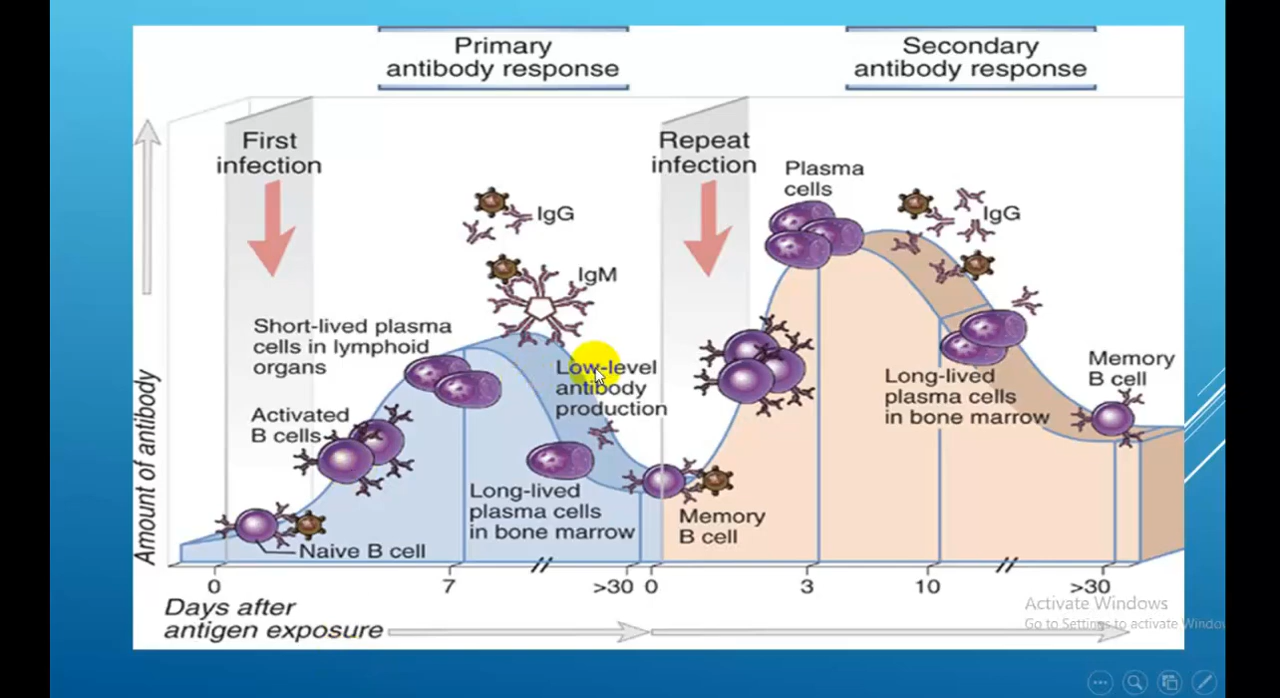 Primary
antibody response
Secondary
antibody response
First
infection
Repeat
infection
Plasma
cells
IgG
IgG
IgM
Short-lived plasma
cells in lymphoid
organs
Low-level
antibody
production
Activated
B cells
Long-lived
plasma cells
in bone marrow
Memory
B cell
Long-lived
plasma cells
in bone marrow
Memory
B cell
Naive B cell
Amount of antibody
0
7
>30
0
3
10
>30
Days after
antigen exposure
Activate Windows
Go to Settings to activate Windows